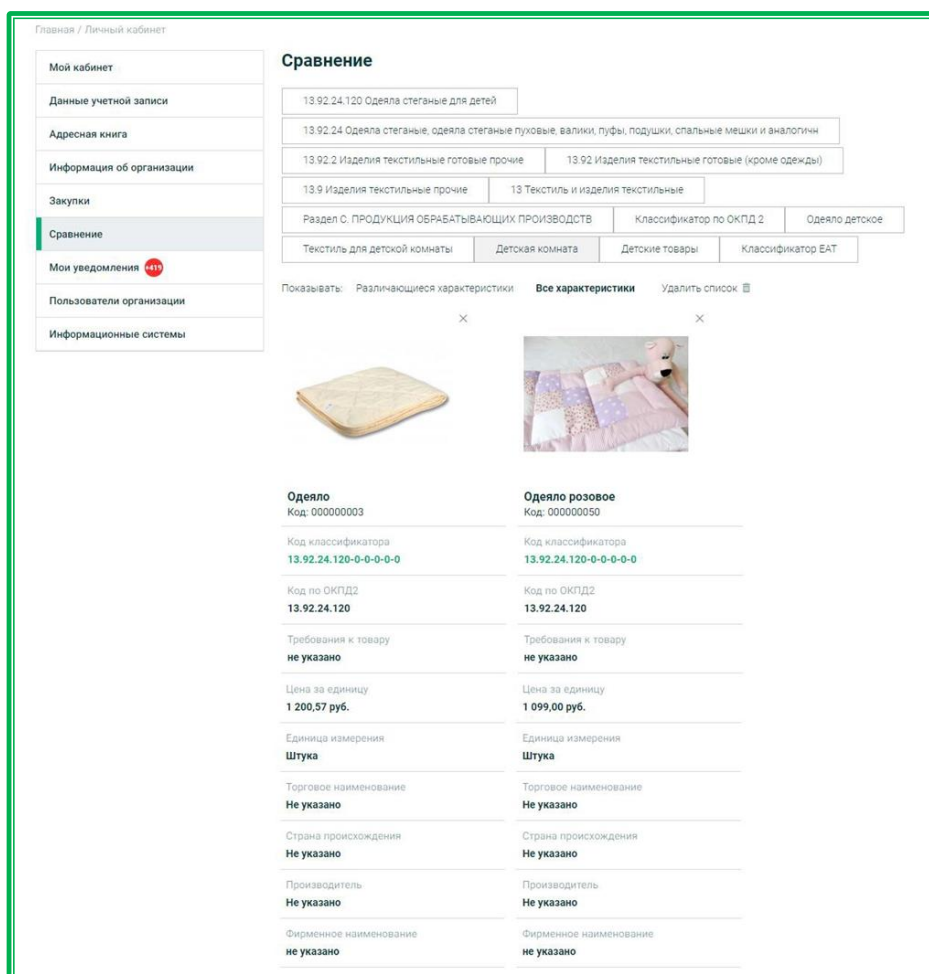 Главная / Личный кабинет
Мой кабинет
Данные учетной записи
Адресная книга
Информация об организации
Закупки
Сравнение
Мои уведомления +419
Пользователи организации
Информационные системы
Сравнение
13.92.24.120 Одеяла стеганые для детей
13.92.24 Одеяла стеганые, одеяла стеганые пуховые, валики, пуфы, подушки, спальные мешки и аналогичн
13.92.2 Изделия текстильные готовые прочие 13.92 Изделия текстильные готовые (кроме одежды)
13.9 Изделия текстильные прочие 13 Текстиль и изделия текстильные
Раздел C. ПРОДУКЦИЯ ОБРАБАТЫВАЮЩИХ ПРОИЗВОДСТВ Классификатор по ОКПД 2 Одеяло детское
Текстиль для детской комнаты Детская комната Детские товары Классификатор ЕАТ
Показывать: Различающиеся характеристики Все характеристики Удалить список
Одеяло Одеяло розовое
Код: 000000003 Код: 000000050
Код классификатора Код классификатора
13.92.24.120-0-0-0-0-0 13.92.24.120-0-0-0-0-0
Код по ОКПД2 Код по ОКПД2
13.92.24.120 13.92.24.120
Требования к товару Требования к товару
не указано не указано
Цена за единицу Цена за единицу
1 200,57 руб. 1 099,00 руб.
Единица измерения Единица измерения
Штука Штука
Торговое наименование Торговое наименование
Не указано Не указано
Страна происхождения Страна происхождения
Не указано Не указано
Производитель Производитель
Не указано Не указано
Фирменное наименование Фирменное наименование
не указано не указано